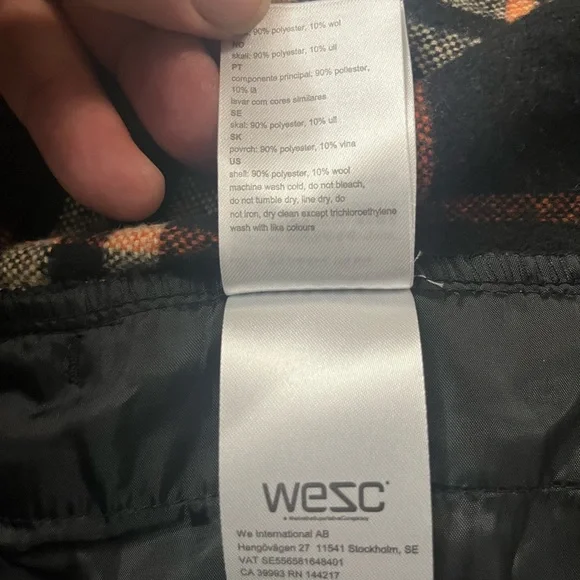 90% polyester, 10% wol
NO
skall: 90% polyester, 10% ull
PT
componente principal: 90% poliester,
10% lã
lavar com cores similares
SE
skal: 90% polyester, 10% ull
SK
povrch: 90% polyester, 10% vlna
US
shell: 90% polyester, 10% wool
machine wash cold, do not bleach,
do not tumble dry, line dry, do
not iron, dry clean except trichloroethylene
wash with like colours
wesc
We International AB
Hangövägen 27 11541 Stockholm, SE
VAT SE556581648401
CA 39993 RN 144217